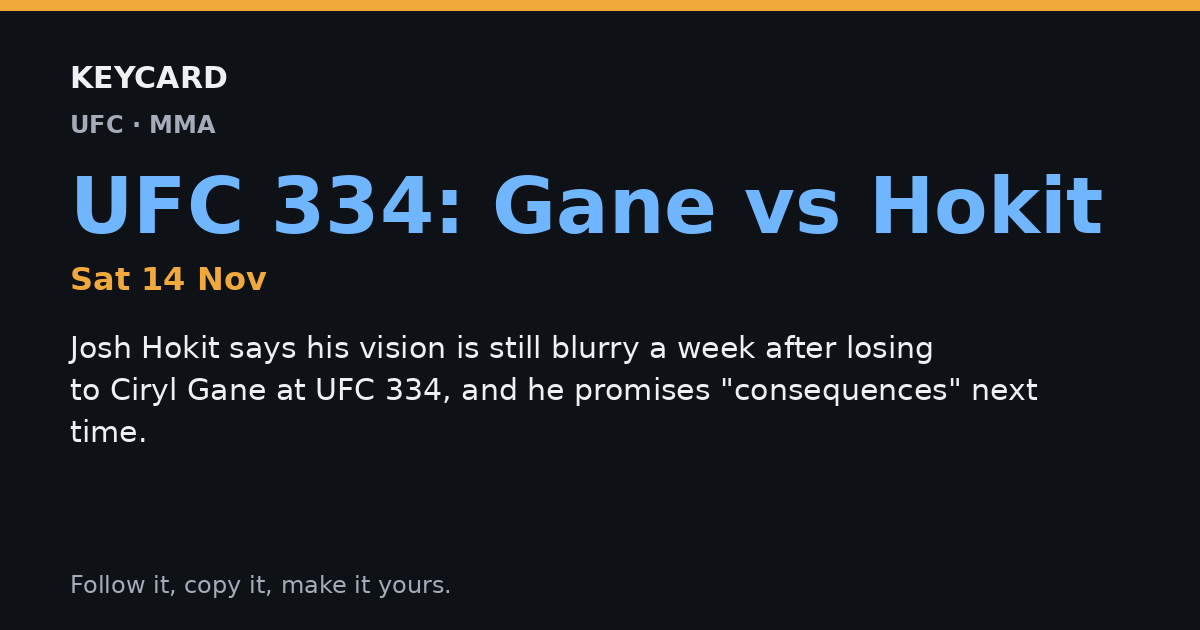 KEYCARD
UFC · MMA
UFC 334: Gane vs Hokit
Sat 14 Nov
Josh Hokit says his vision is still blurry a week after losing
to Ciryl Gane at UFC 334, and he promises "consequences" next
time.
Follow it, copy it, make it yours.